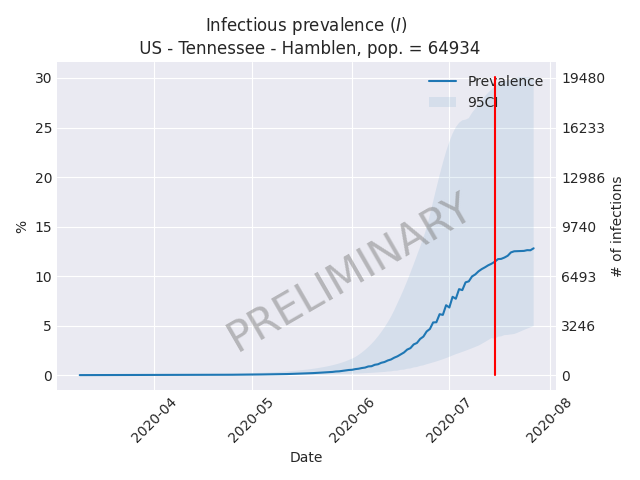 Infectious prevalence (I)
US - Tennessee - Hamblen, pop. = 64934
Prevalence
95CI
30
25
20
15
10
5
0
%
19480
16233
12986
9740
6493
3246
0
# of infections
PRELIMINARY
2020-04
2020-05
2020-06
2020-07
2020-08
Date